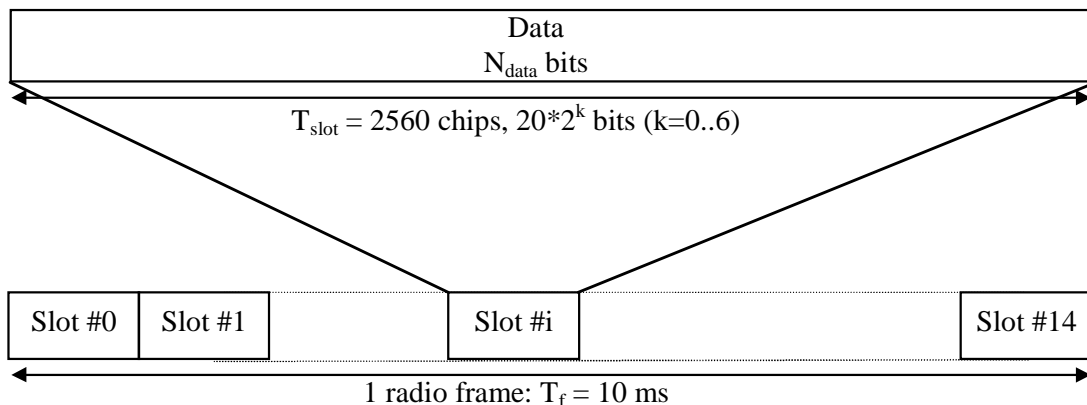 Data
N_data bits
T_slot = 2560 chips, 20*2^k bits (k=0..6)
Slot #0 Slot #1 Slot #i Slot #14
1 radio frame: T_f = 10 ms